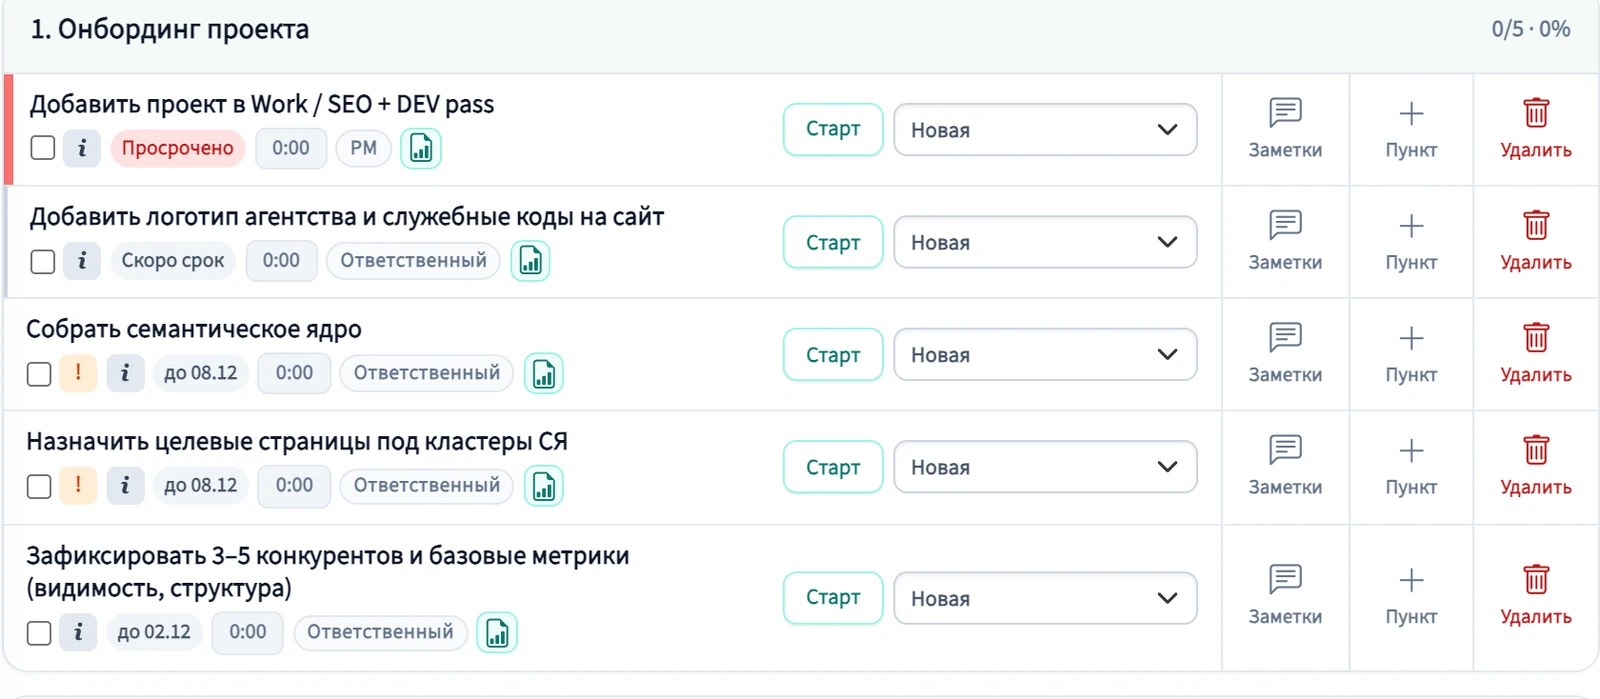 1. Онбординг проекта 0/5 · 0%
Добавить проект в Work / SEO + DEV pass
i Просрочено 0:00 PM
Старт Новая Заметки Пункт Удалить
Добавить логотип агентства и служебные коды на сайт
i Скоро срок 0:00 Ответственный
Старт Новая Заметки Пункт Удалить
Собрать семантическое ядро
! i до 08.12 0:00 Ответственный
Старт Новая Заметки Пункт Удалить
Назначить целевые страницы под кластеры СЯ
! i до 08.12 0:00 Ответственный
Старт Новая Заметки Пункт Удалить
Зафиксировать 3–5 конкурентов и базовые метрики
(видимость, структура)
i до 02.12 0:00 Ответственный
Старт Новая Заметки Пункт Удалить